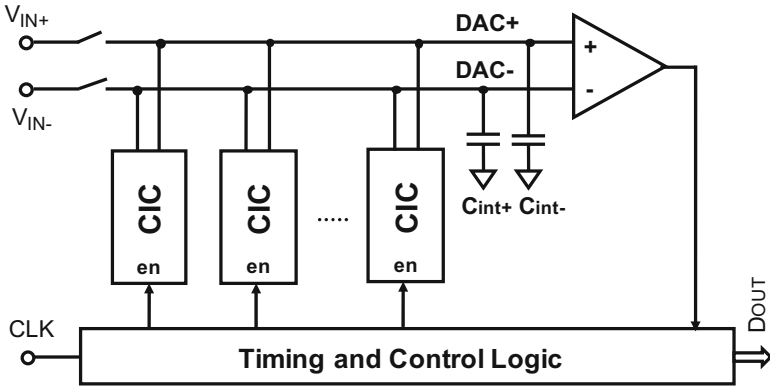 VIN+
DAC+
+
DAC-
-
VIN-
CIC
CIC
.....
CIC
Cint+ Cint-
en
en
en
CLK
DOUT
Timing and Control Logic